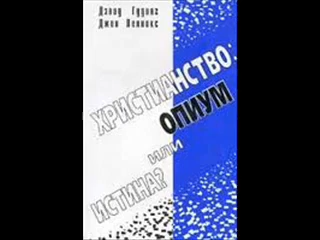 Дэвид Гудинг
Джон Леннокс
ХРИСТИАНСТВО:
ОПИУМ
ИЛИ
ИСТИНА?